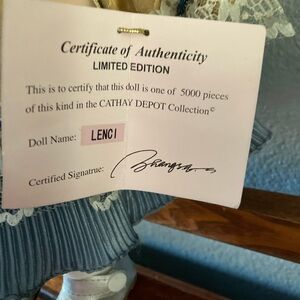 Certificate of Authenticity
LIMITED EDITION
This is to certify that this doll is one of 5000 pieces
of this kind in the CATHAY DEPOT Collection©
Doll Name: LENCI
Certified Signatrue: